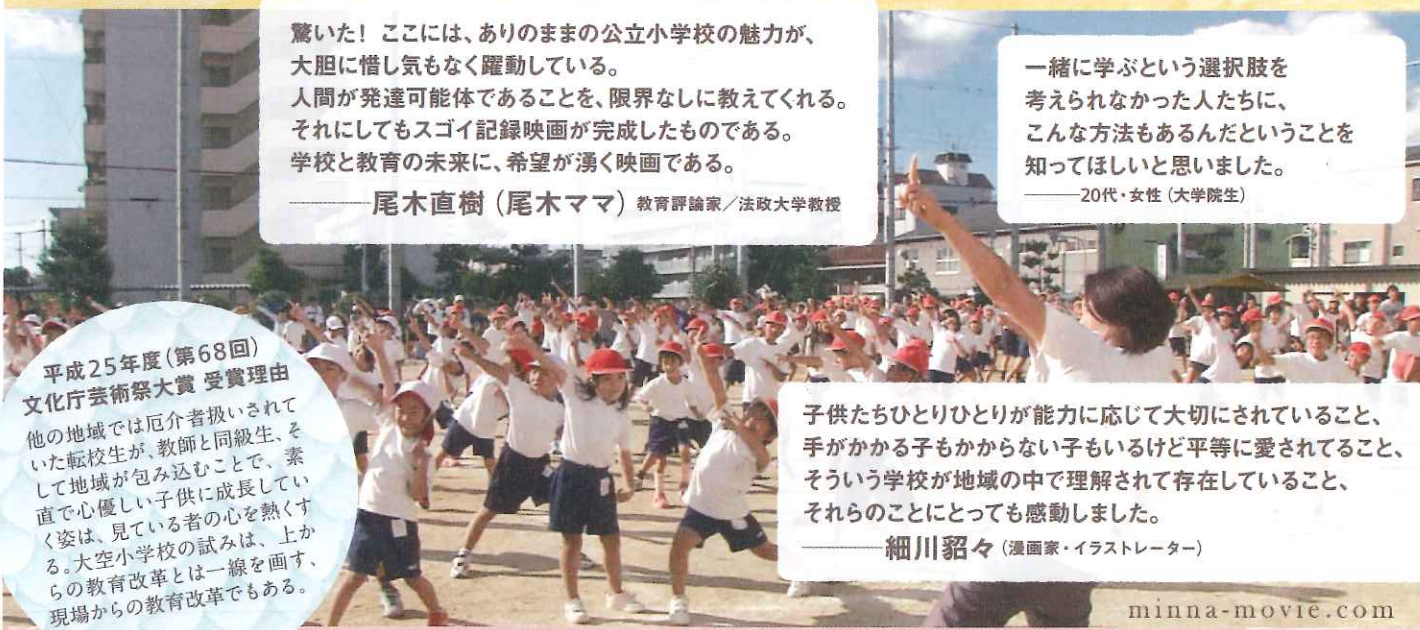 驚いた! ここには、ありのままの公立小学校の魅力が、
大胆に惜し気もなく躍動している。
人間が発達可能体であることを、限界なしに教えてくれる。
それにしてもスゴイ記録映画が完成したものである。
学校と教育の未来に、希望が湧く映画である。
————尾木直樹(尾木ママ) 教育評論家/法政大学教授
一緒に学ぶという選択肢を
考えられなかった人たちに、
こんな方法もあるんだということを
知ってほしいと思いました。
————20代・女性(大学院生)
平成25年度(第68回)
文化庁芸術祭大賞 受賞理由
他の地域では厄介者扱いされて
いた転校生が、教師と同級生、そ
して地域が包み込むことで、素
直で心優しい子供に成長してい
く姿は、見ている者の心を熱くす
る。大空小学校の試みは、上か
らの教育改革とは一線を画す、
現場からの教育改革でもある。
子供たちひとりひとりが能力に応じて大切にされていること、
手がかかる子もかからない子もいるけど平等に愛されてること、
そういう学校が地域の中で理解されて存在していること、
それらのことにとっても感動しました。
————細川貂々(漫画家・イラストレーター)
minna-movie.com